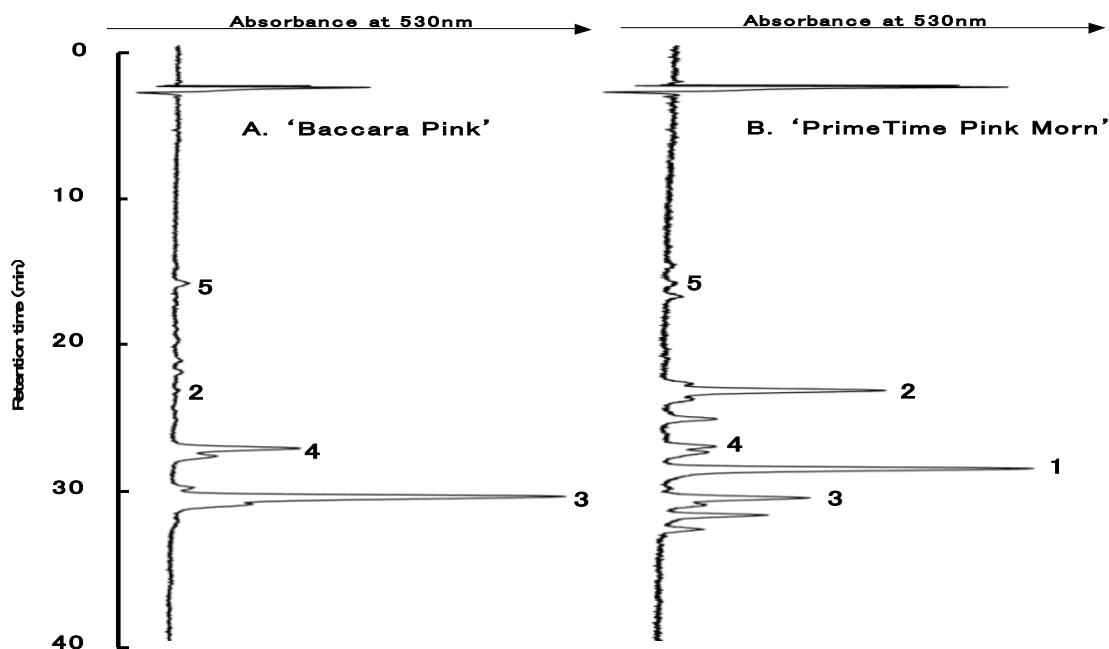 Absorbance at 530nm
Absorbance at 530nm
0
A. ‘Baccara Pink’
B. ‘PrimeTime Pink Morn’
10
5
5
20
2
2
4
4
1
30
3
3
40
Retention time (min)